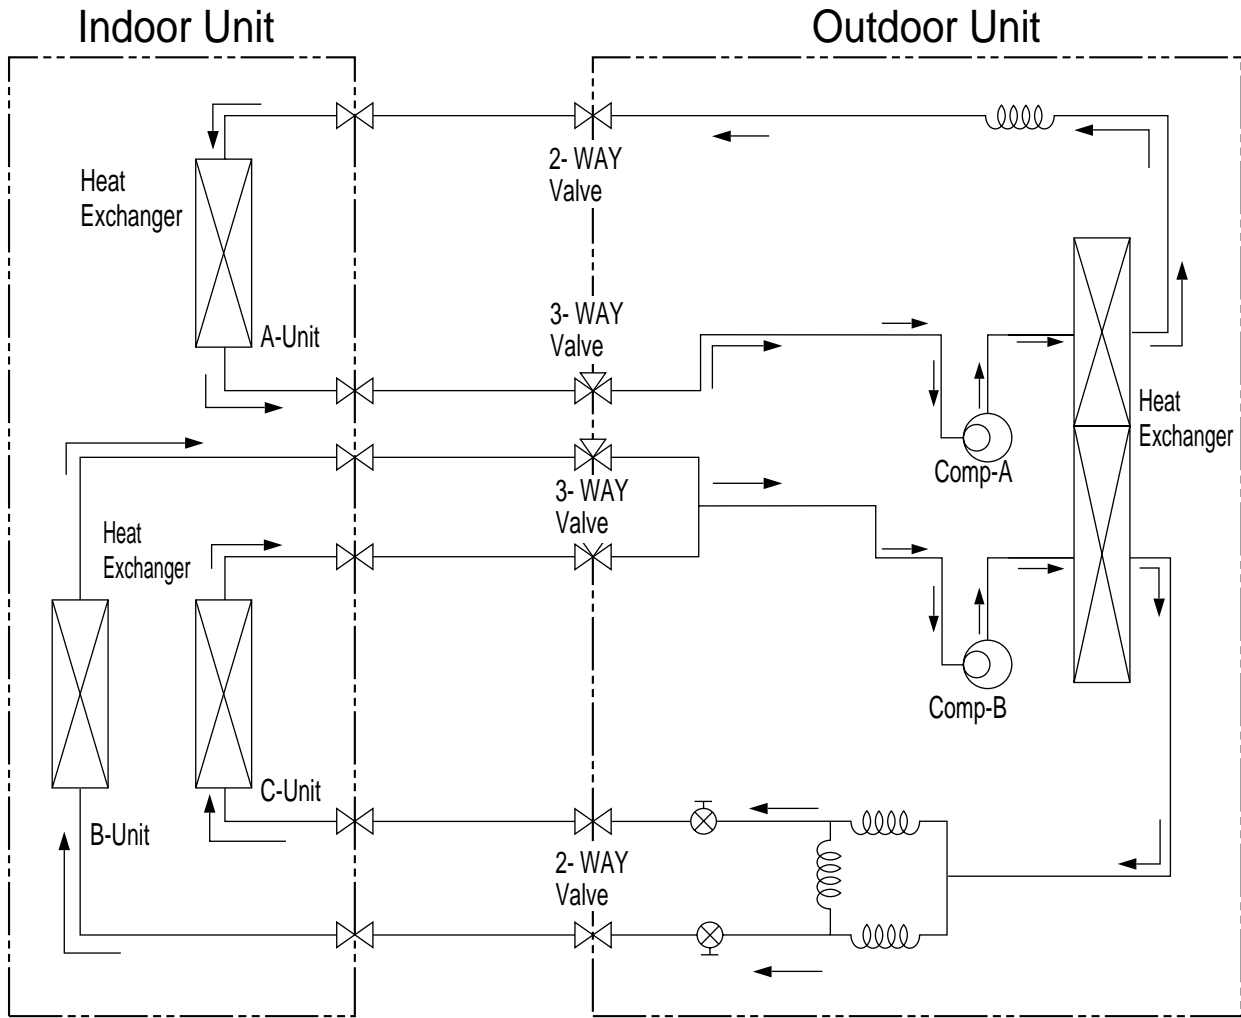 Indoor Unit
Outdoor Unit
2- WAY
Valve
Heat
Exchanger
A-Unit
3- WAY
Valve
Heat
Exchanger
Comp-A
3- WAY
Valve
Heat
Exchanger
Comp-B
C-Unit
B-Unit
2- WAY
Valve